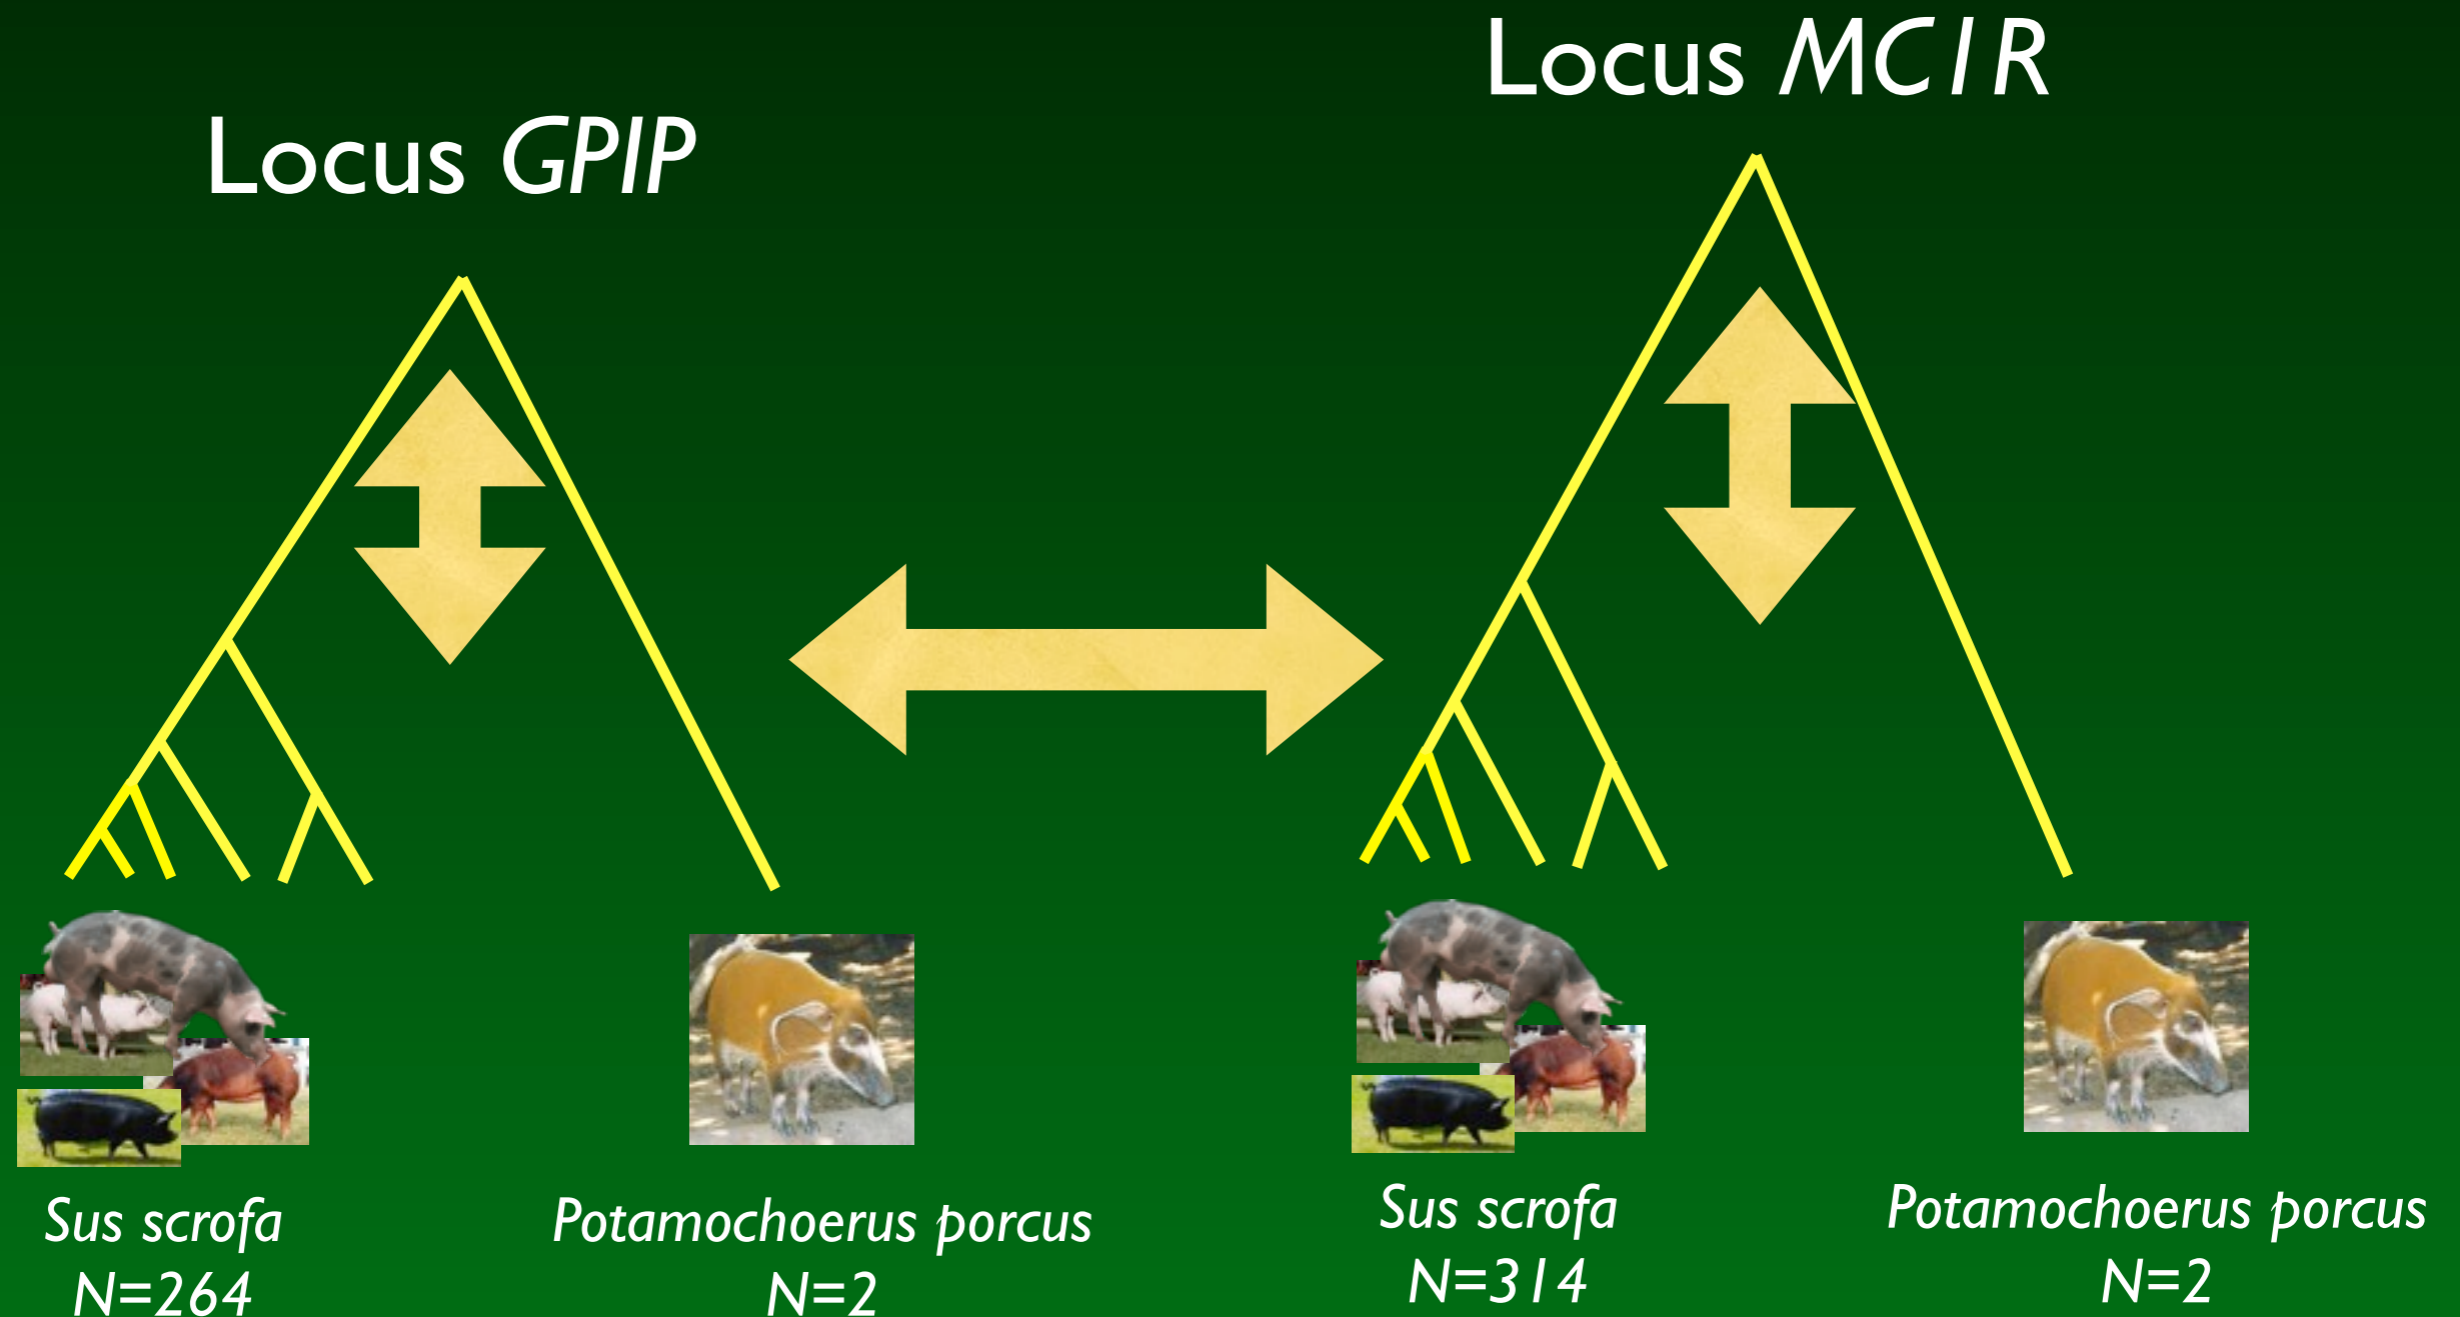 Locus GPIP
Locus MC1R
Sus scrofa
N=264
Potamochoerus porcus
N=2
Sus scrofa
N=314
Potamochoerus porcus
N=2